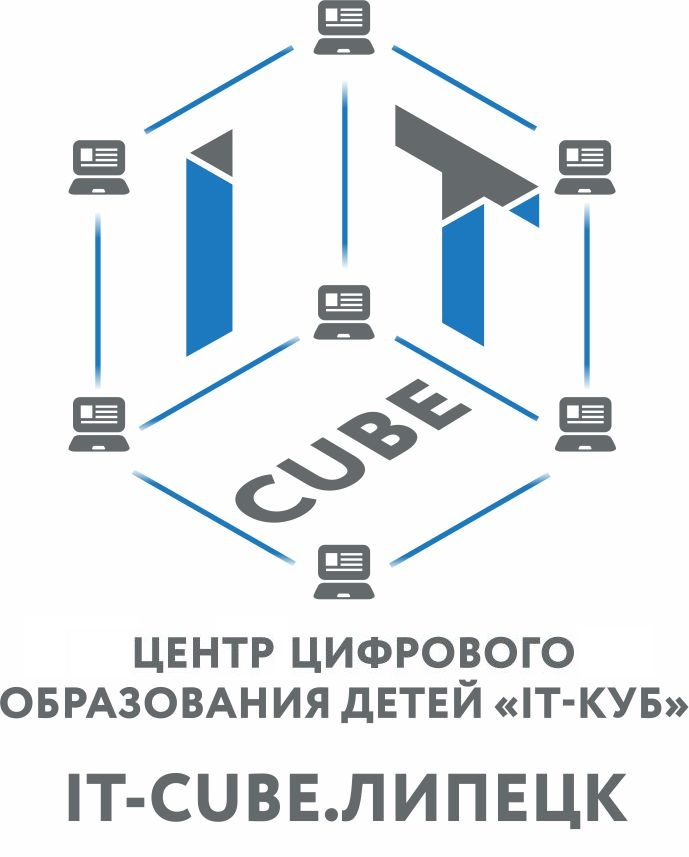 IT
CUBE
ЦЕНТР ЦИФРОВОГО
ОБРАЗОВАНИЯ ДЕТЕЙ «IT-КУБ»
IT-CUBE.ЛИПЕЦК